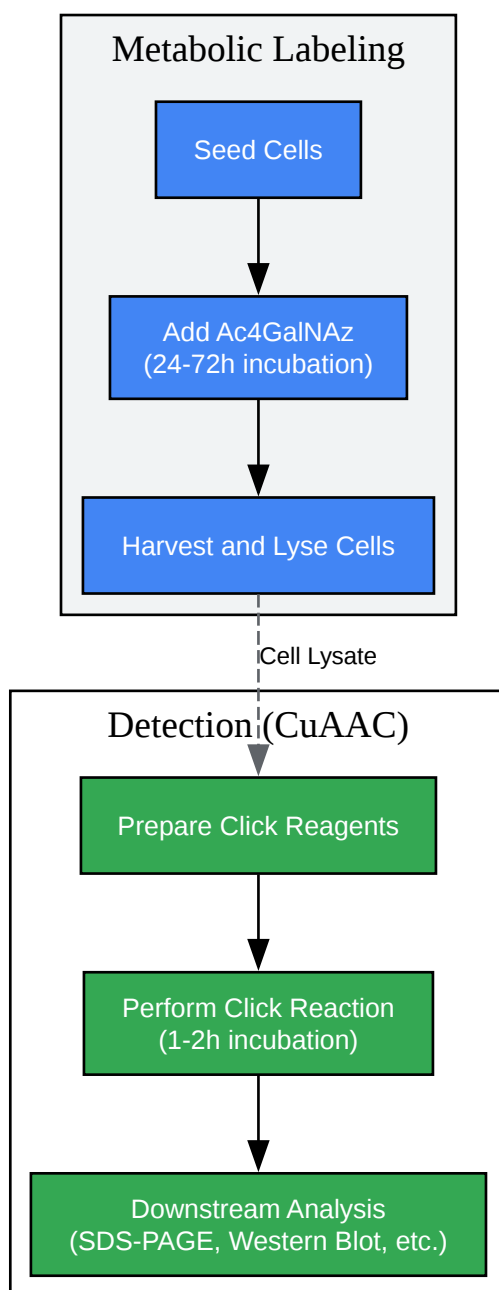 Metabolic Labeling
Seed Cells
Add Ac4GalNAz
(24-72h incubation)
Harvest and Lyse Cells
Cell Lysate
Detection (CuAAC)
Prepare Click Reagents
Perform Click Reaction
(1-2h incubation)
Downstream Analysis
(SDS-PAGE, Western Blot, etc.)